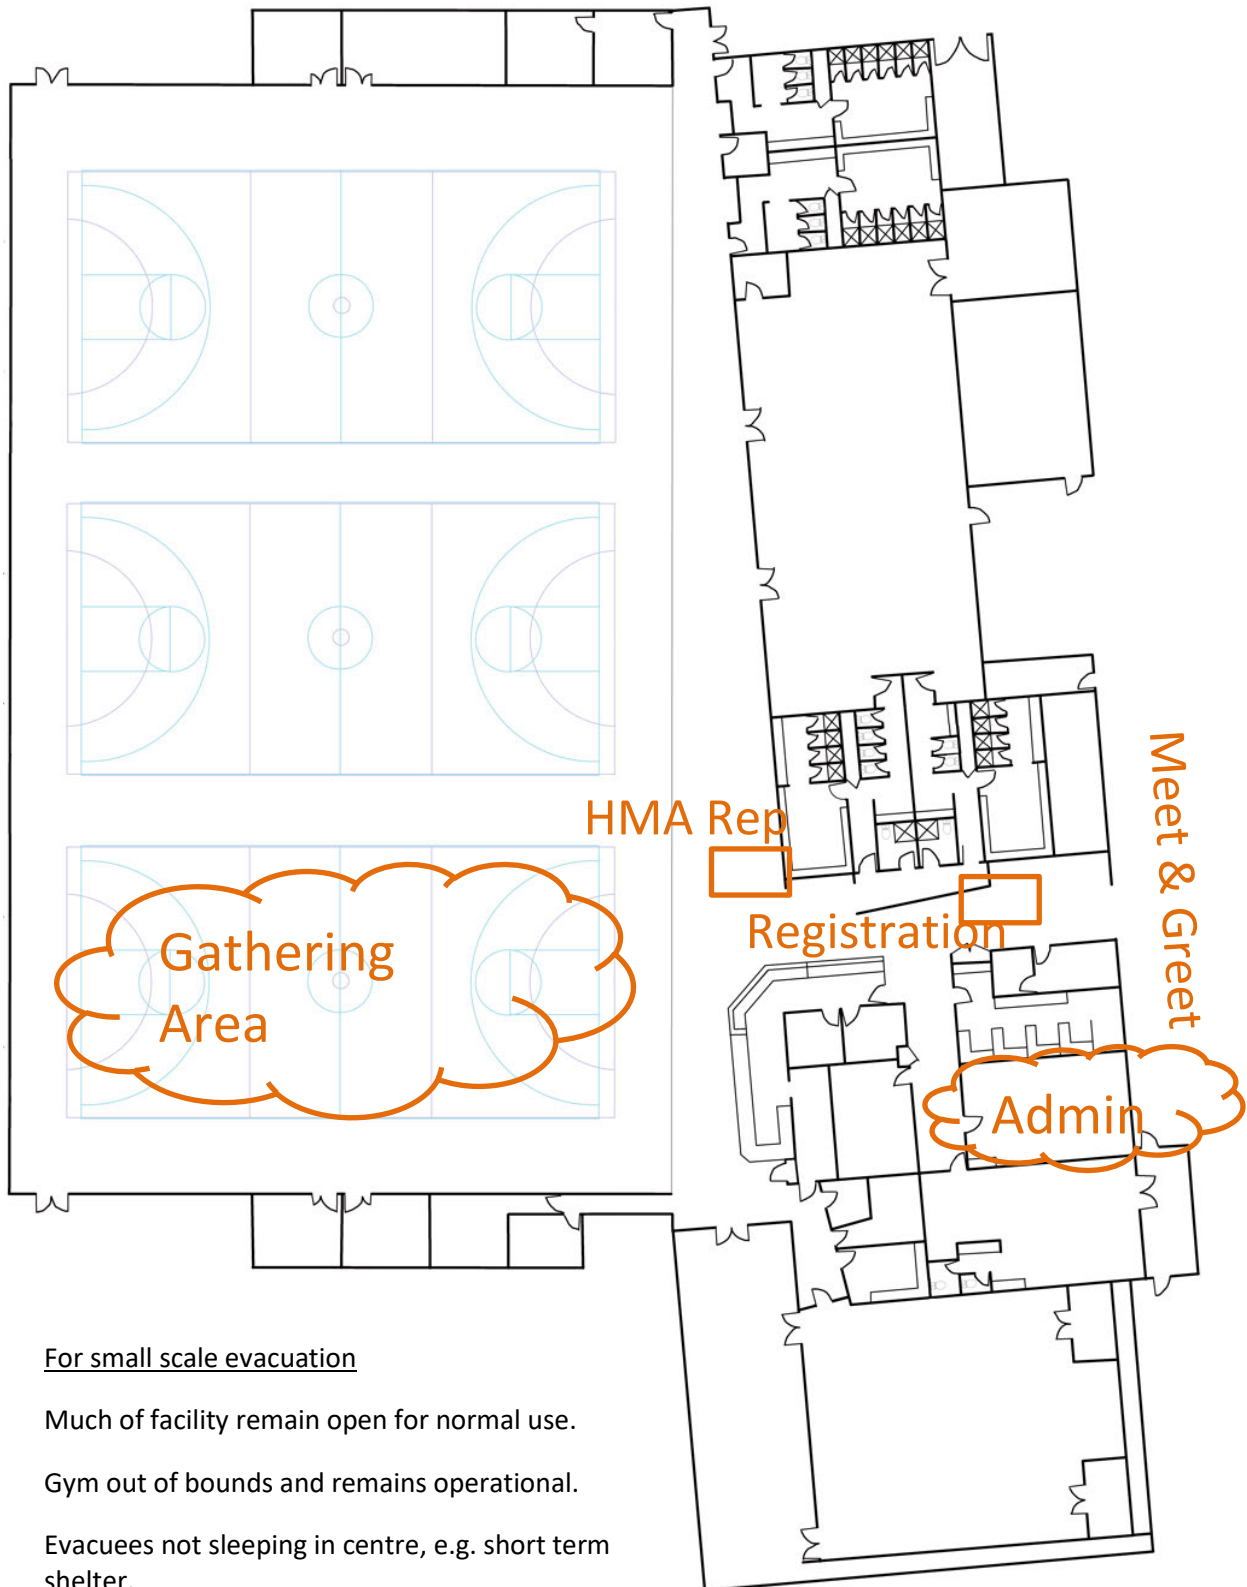 Meet & Greet
HMA Rep
Registration
Gathering
Area
Admin
For small scale evacuation
Much of facility remain open for normal use.
Gym out of bounds and remains operational.
Evacuees not sleeping in centre, e.g. short term
shelter.